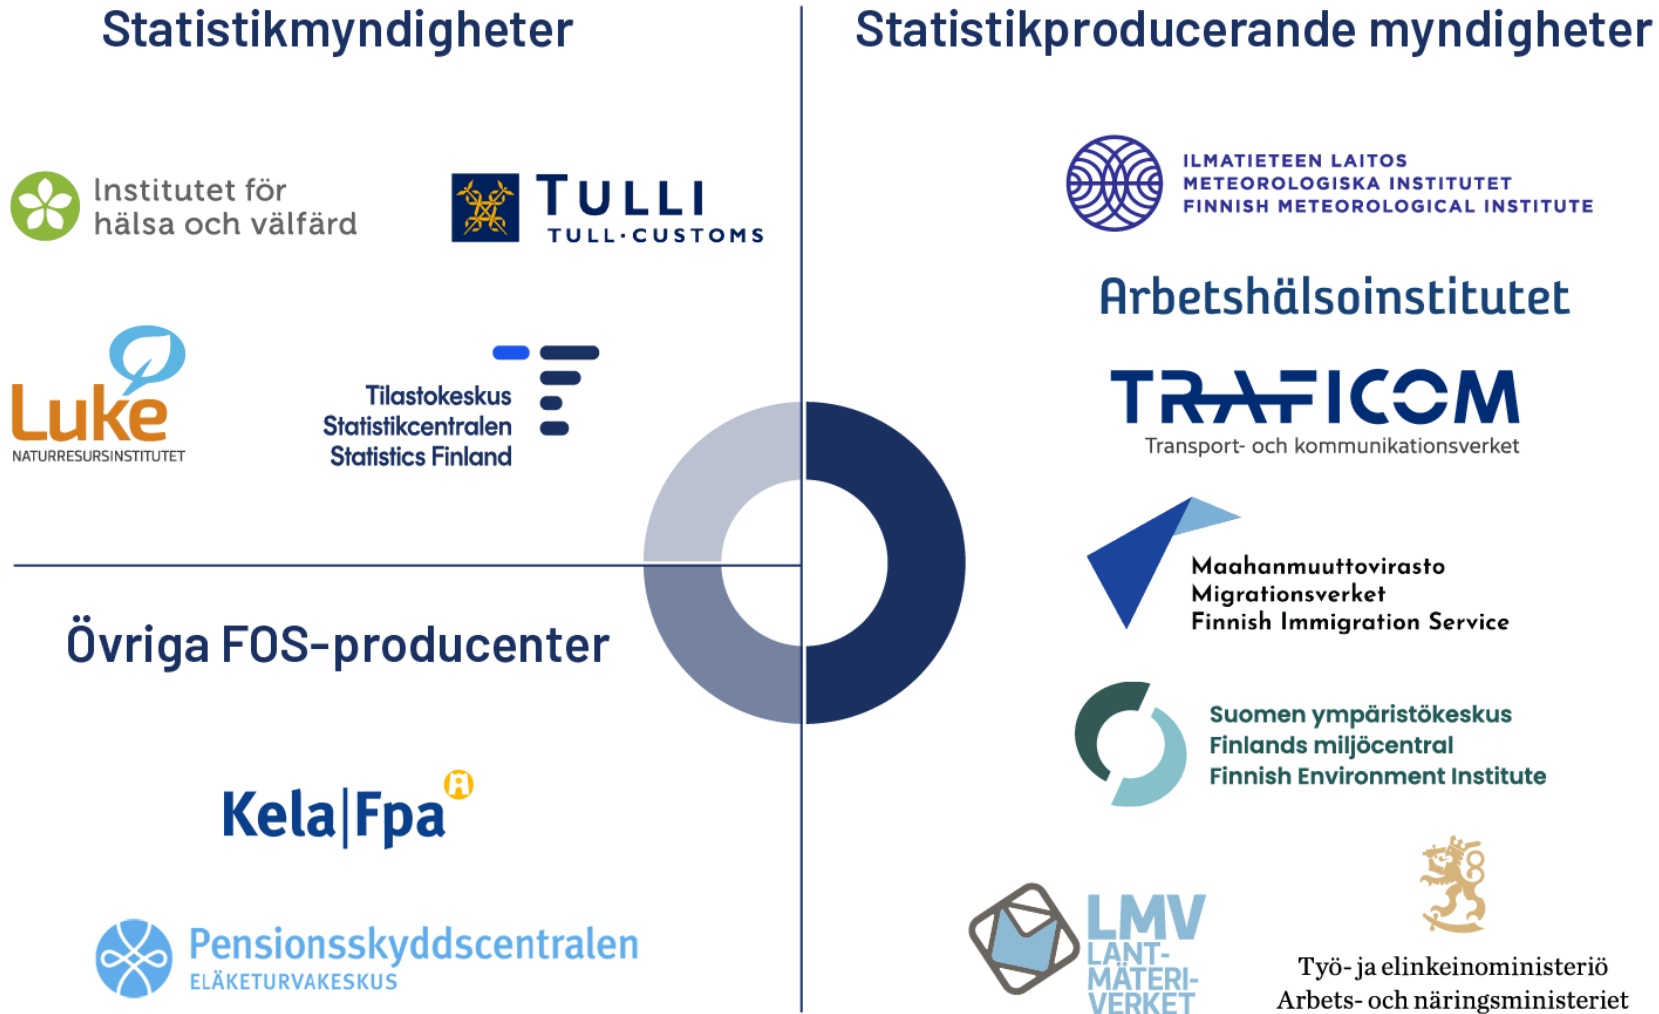 Statistikmyndigheter
Institutet för
hälsa och välfärd
TULLI
TULL·CUSTOMS
Luke
NATURRESURSINSTITUTET
Tilastokeskus
Statistikcentralen
Statistics Finland
Övriga FOS-producenter
Kela|Fpa
Pensionsskyddscentralen
ELÄKETURVAKESKUS
Statistikproducerande myndigheter
ILMATIETEEN LAITOS
METEOROLOGISKA INSTITUTET
FINNISH METEOROLOGICAL INSTITUTE
Arbetshälsoinstitutet
TRAFICOM
Transport- och kommunikationsverket
Maahanmuuttovirasto
Migrationsverket
Finnish Immigration Service
Suomen ympäristökeskus
Finlands miljöcentral
Finnish Environment Institute
LMV
LANT-
MÄTERI-
VERKET
Työ- ja elinkeinoministeriö
Arbets- och näringsministeriet